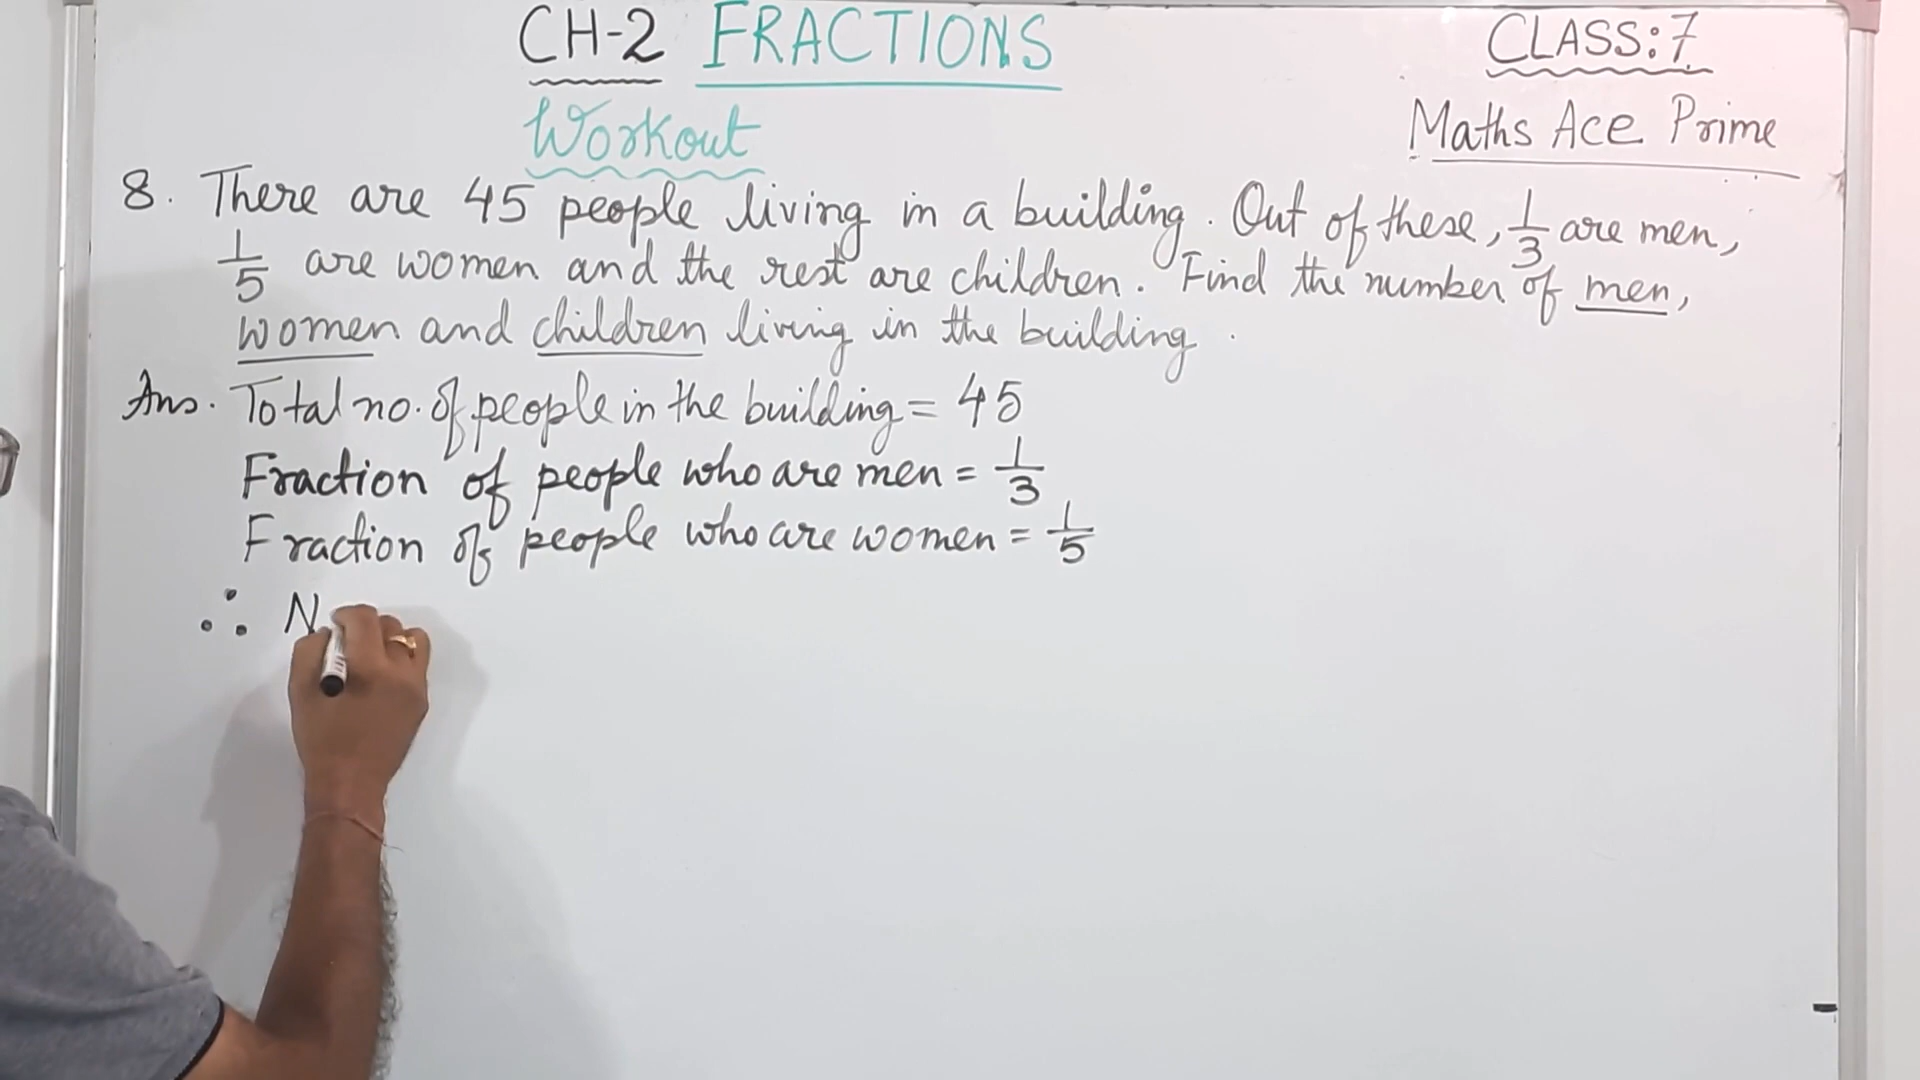 CH-2 FRACTIONS
CLASS:7
Workout
Maths Ace Prime
8. There are 45 people living in a building. Out of these, 1/3 are men,
1/5 are women and the rest are children. Find the number of men,
women and children living in the building.
Ans. Total no. of people in the building = 45
Fraction of people who are men = 1/3
Fraction of people who are women = 1/5
∴ N